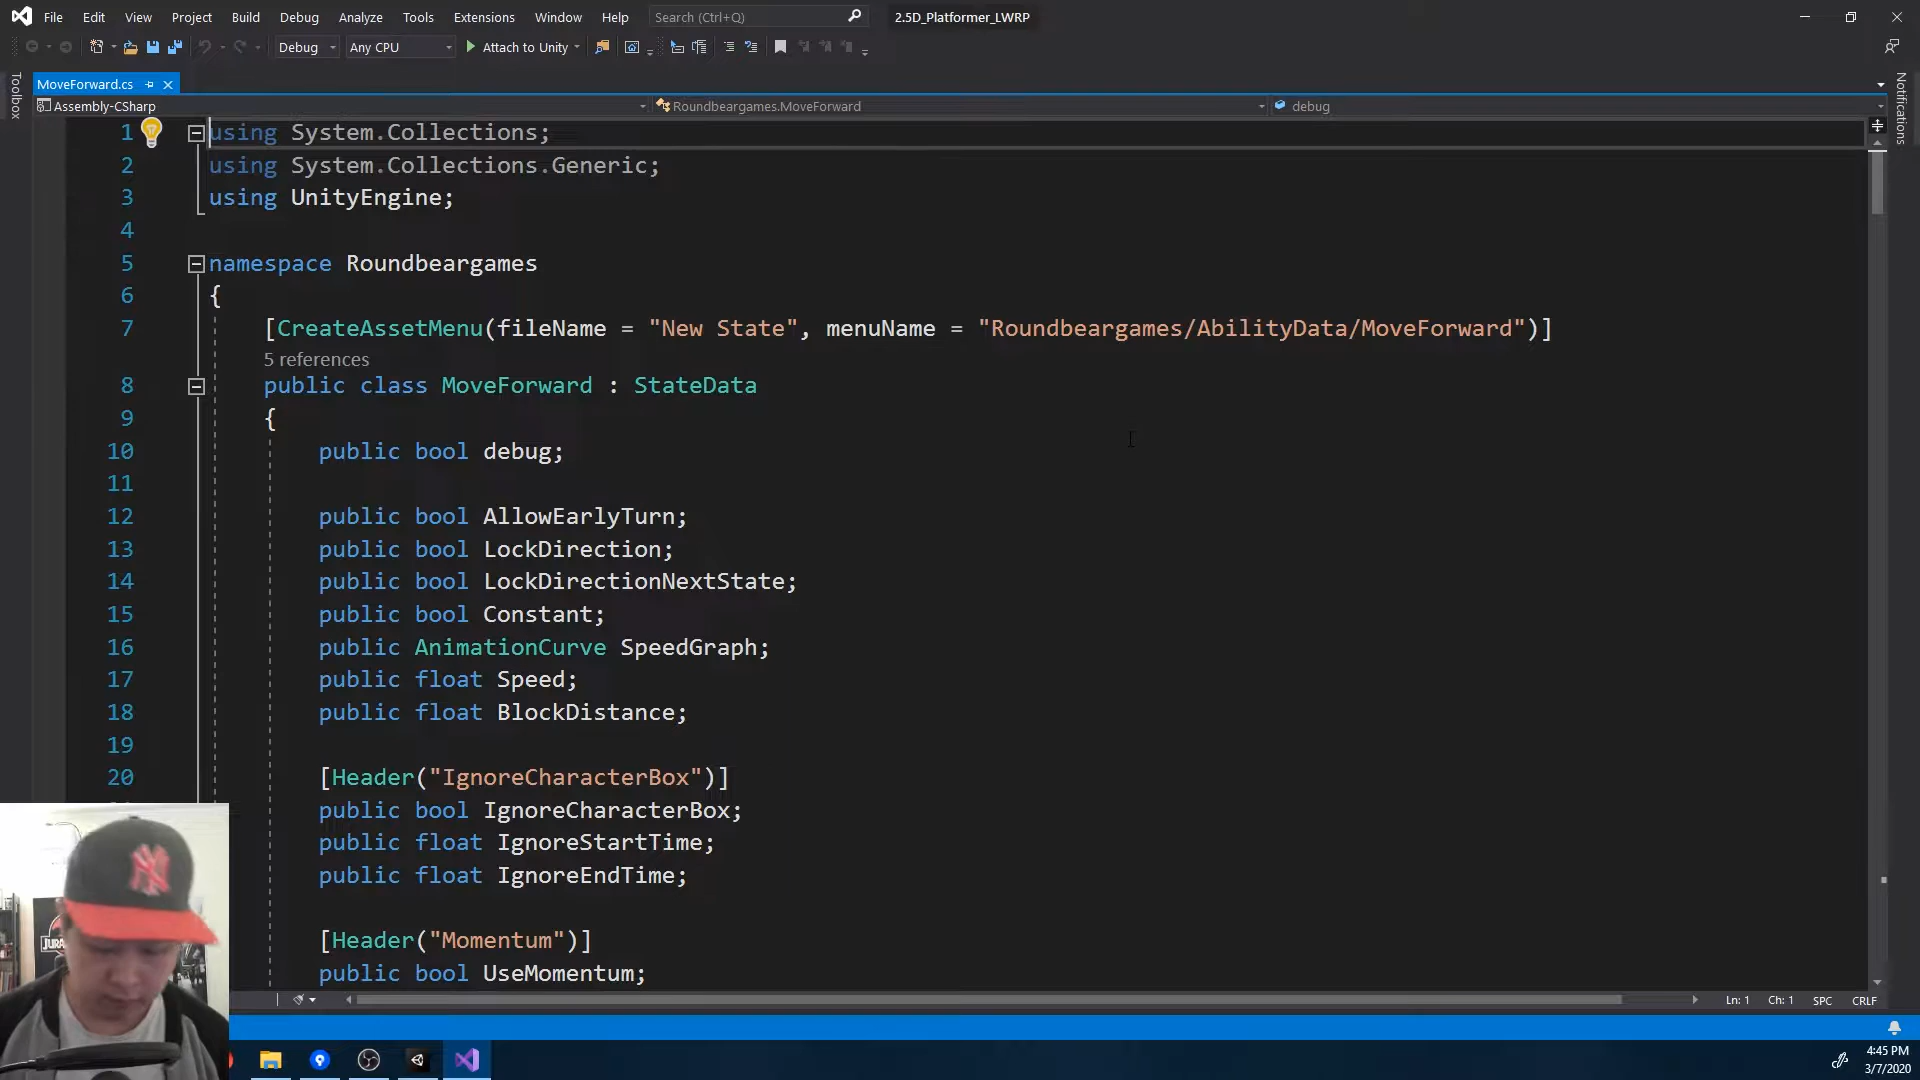 File Edit View Project Build Debug Analyze Tools Extensions Window Help Search (Ctrl+Q) 2.5D_Platformer_LWRP
Debug Any CPU Attach to Unity
Toolbox
MoveForward.cs
Notifications
Assembly-CSharp Roundbeargames.MoveForward debug
1 using System.Collections;
2 using System.Collections.Generic;
3 using UnityEngine;
4
5 namespace Roundbeargames
6 {
7 [CreateAssetMenu(fileName = "New State", menuName = "Roundbeargames/AbilityData/MoveForward")]
5 references
8 public class MoveForward : StateData
9 {
10 public bool debug;
11
12 public bool AllowEarlyTurn;
13 public bool LockDirection;
14 public bool LockDirectionNextState;
15 public bool Constant;
16 public AnimationCurve SpeedGraph;
17 public float Speed;
18 public float BlockDistance;
19
20 [Header("IgnoreCharacterBox")]
public bool IgnoreCharacterBox;
public float IgnoreStartTime;
public float IgnoreEndTime;
[Header("Momentum")]
public bool UseMomentum;
Ln: 1 Ch: 1 SPC CRLF
4:45 PM
3/7/2020